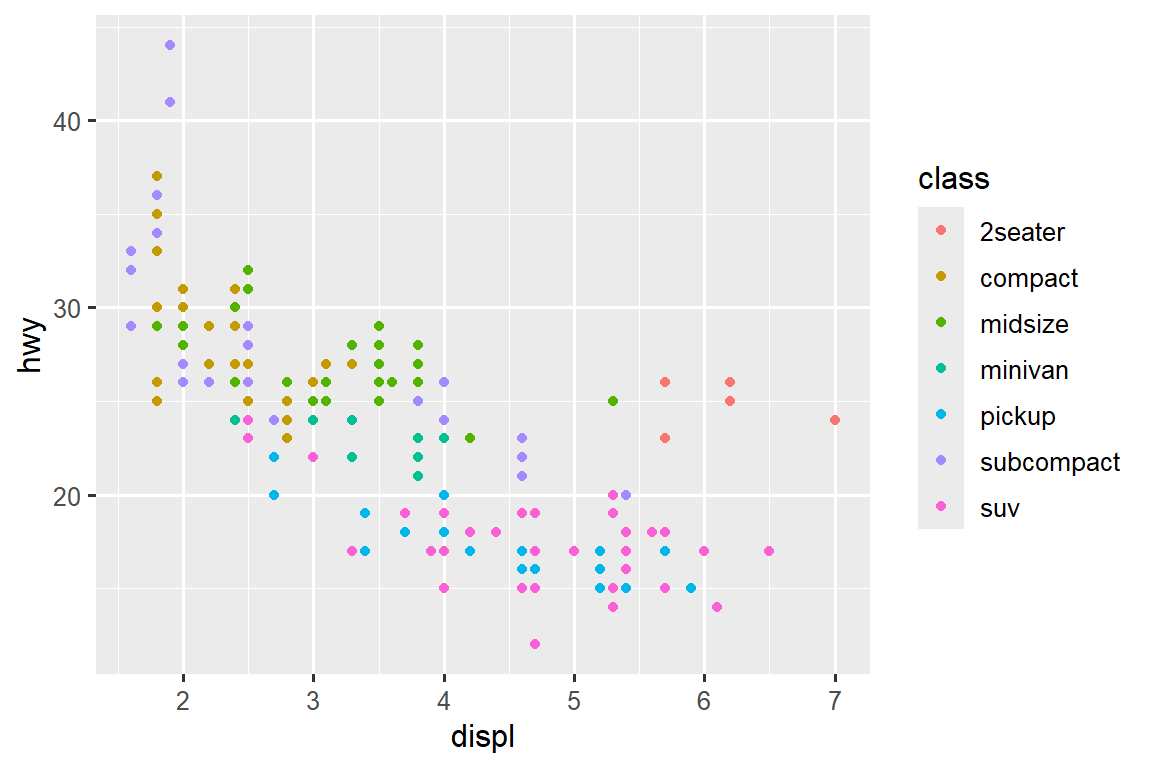 40
30
20
hwy
2 3 4 5 6 7
displ
class
2seater
compact
midsize
minivan
pickup
subcompact
suv